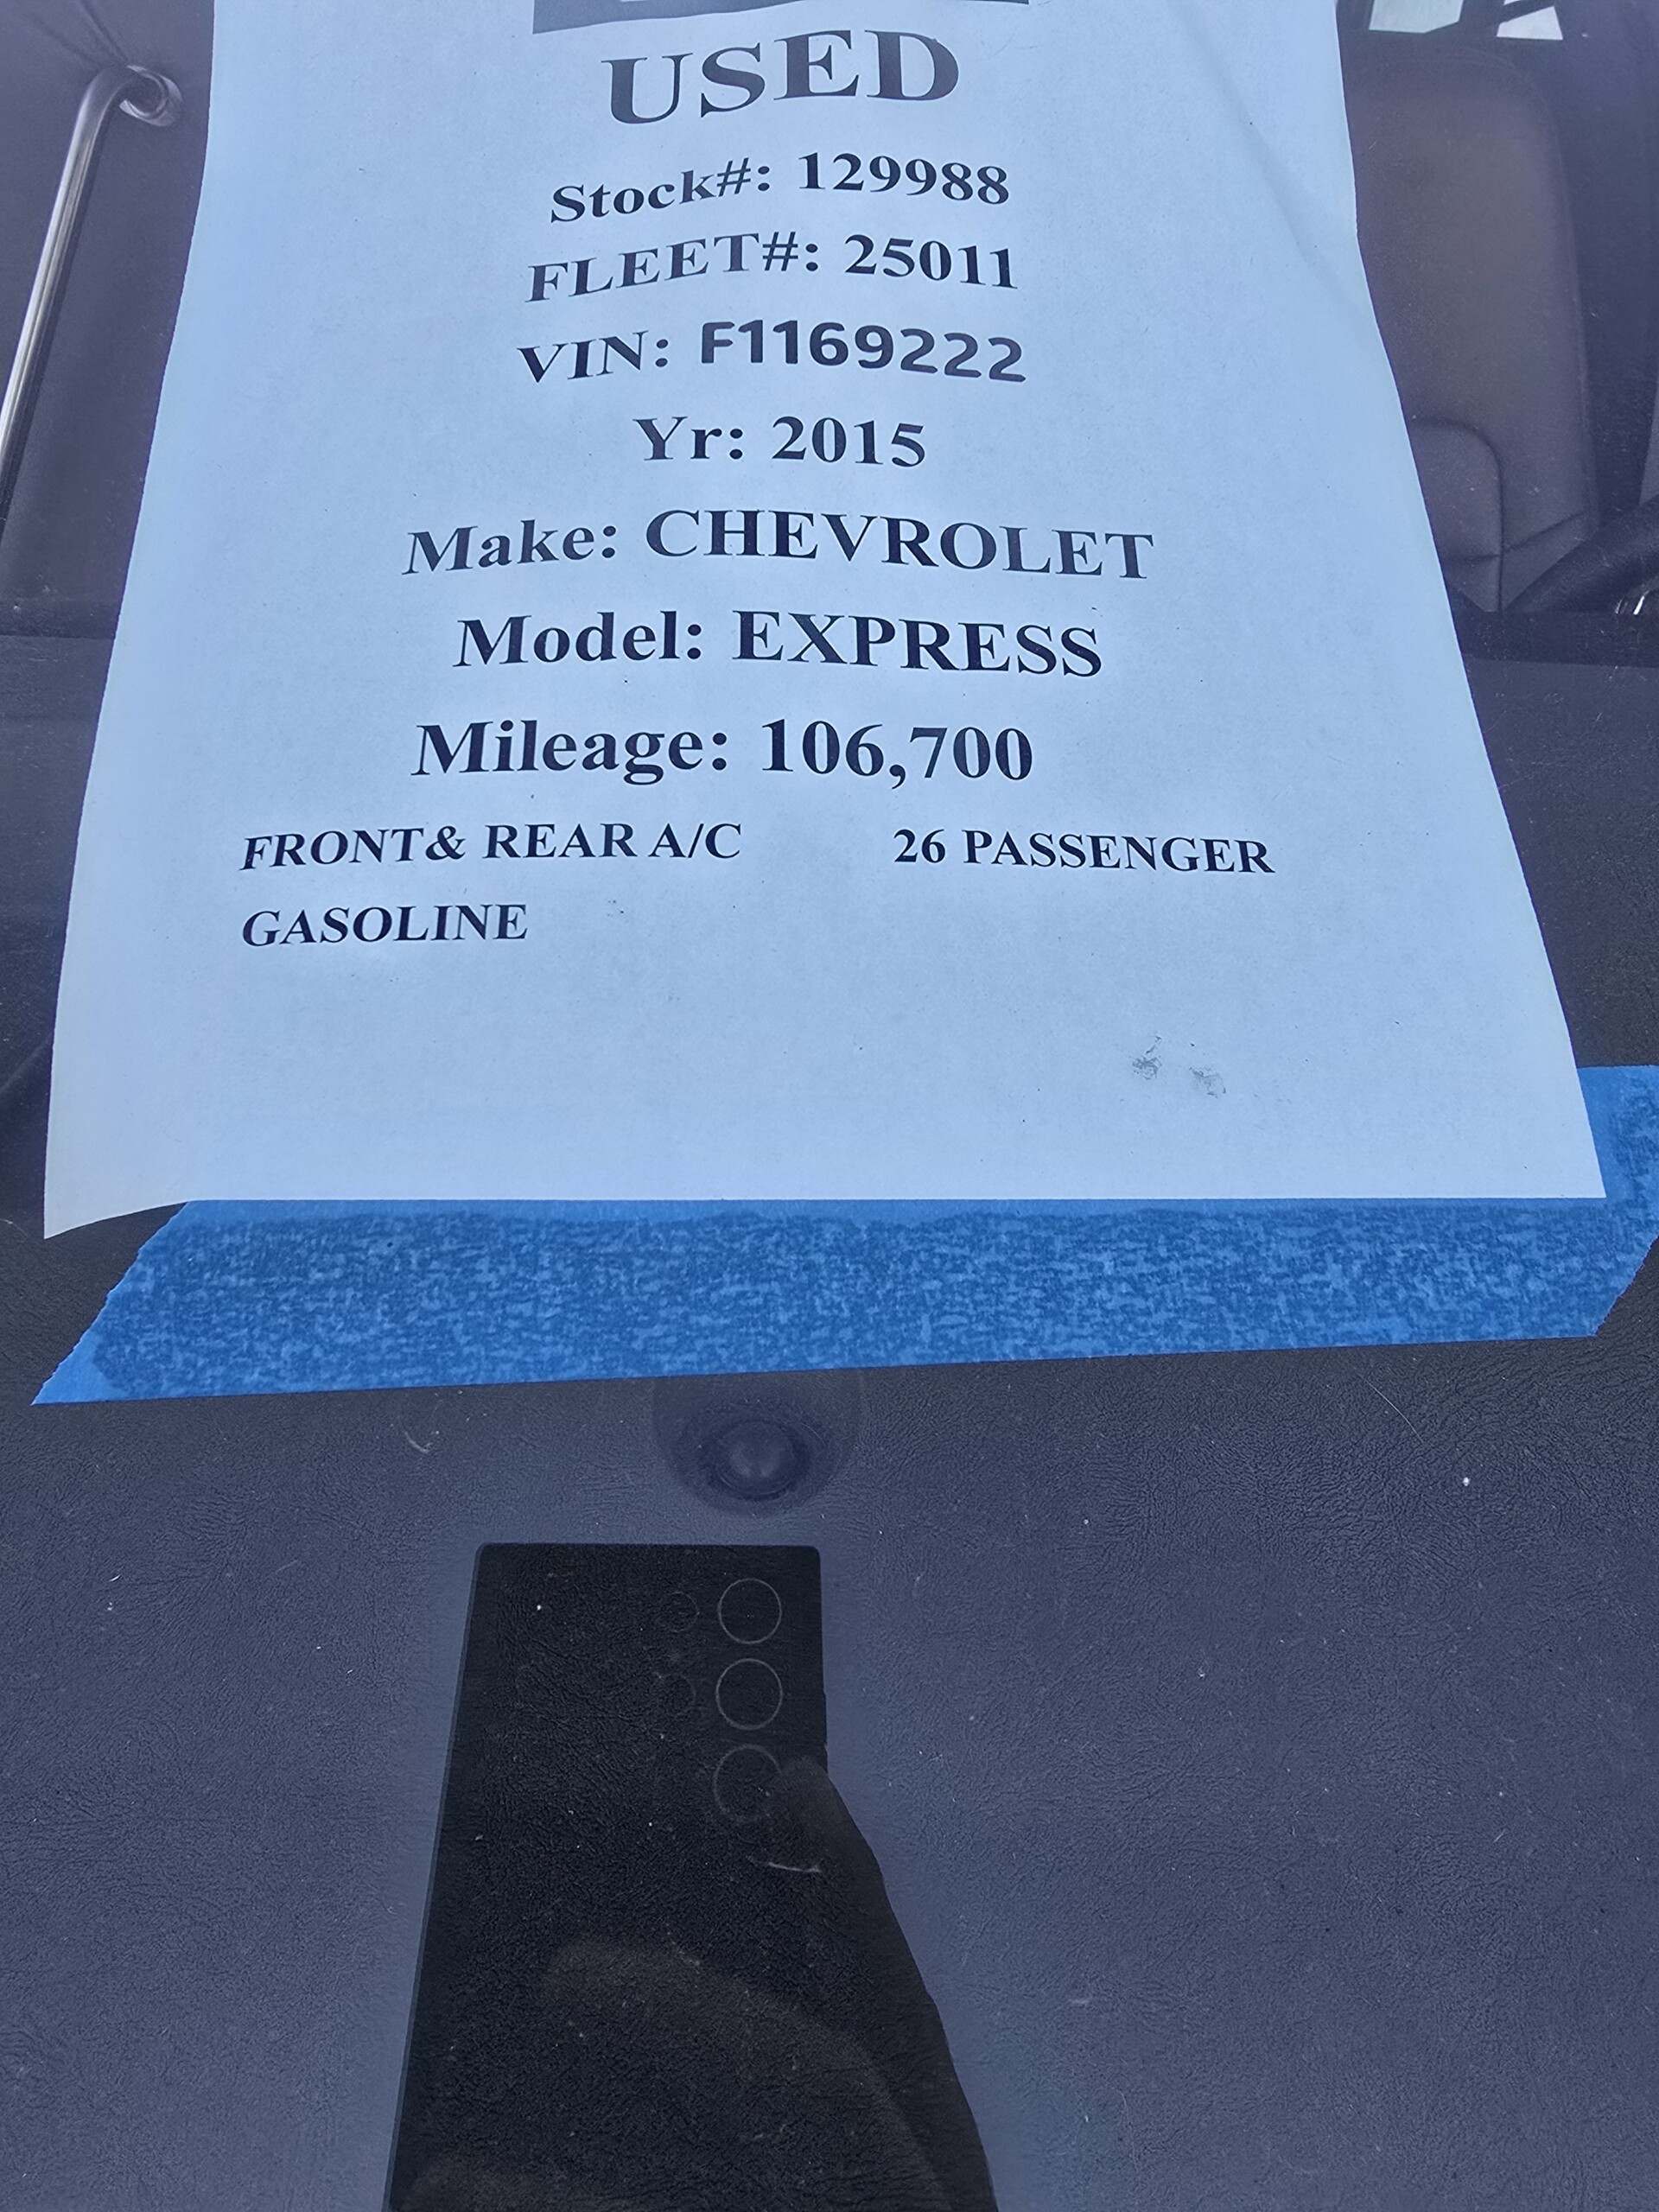 USED
Stock#: 129988
FLEET#: 25011
VIN: F1169222
Yr: 2015
Make: CHEVROLET
Model: EXPRESS
Mileage: 106,700
FRONT& REAR A/C 26 PASSENGER
GASOLINE